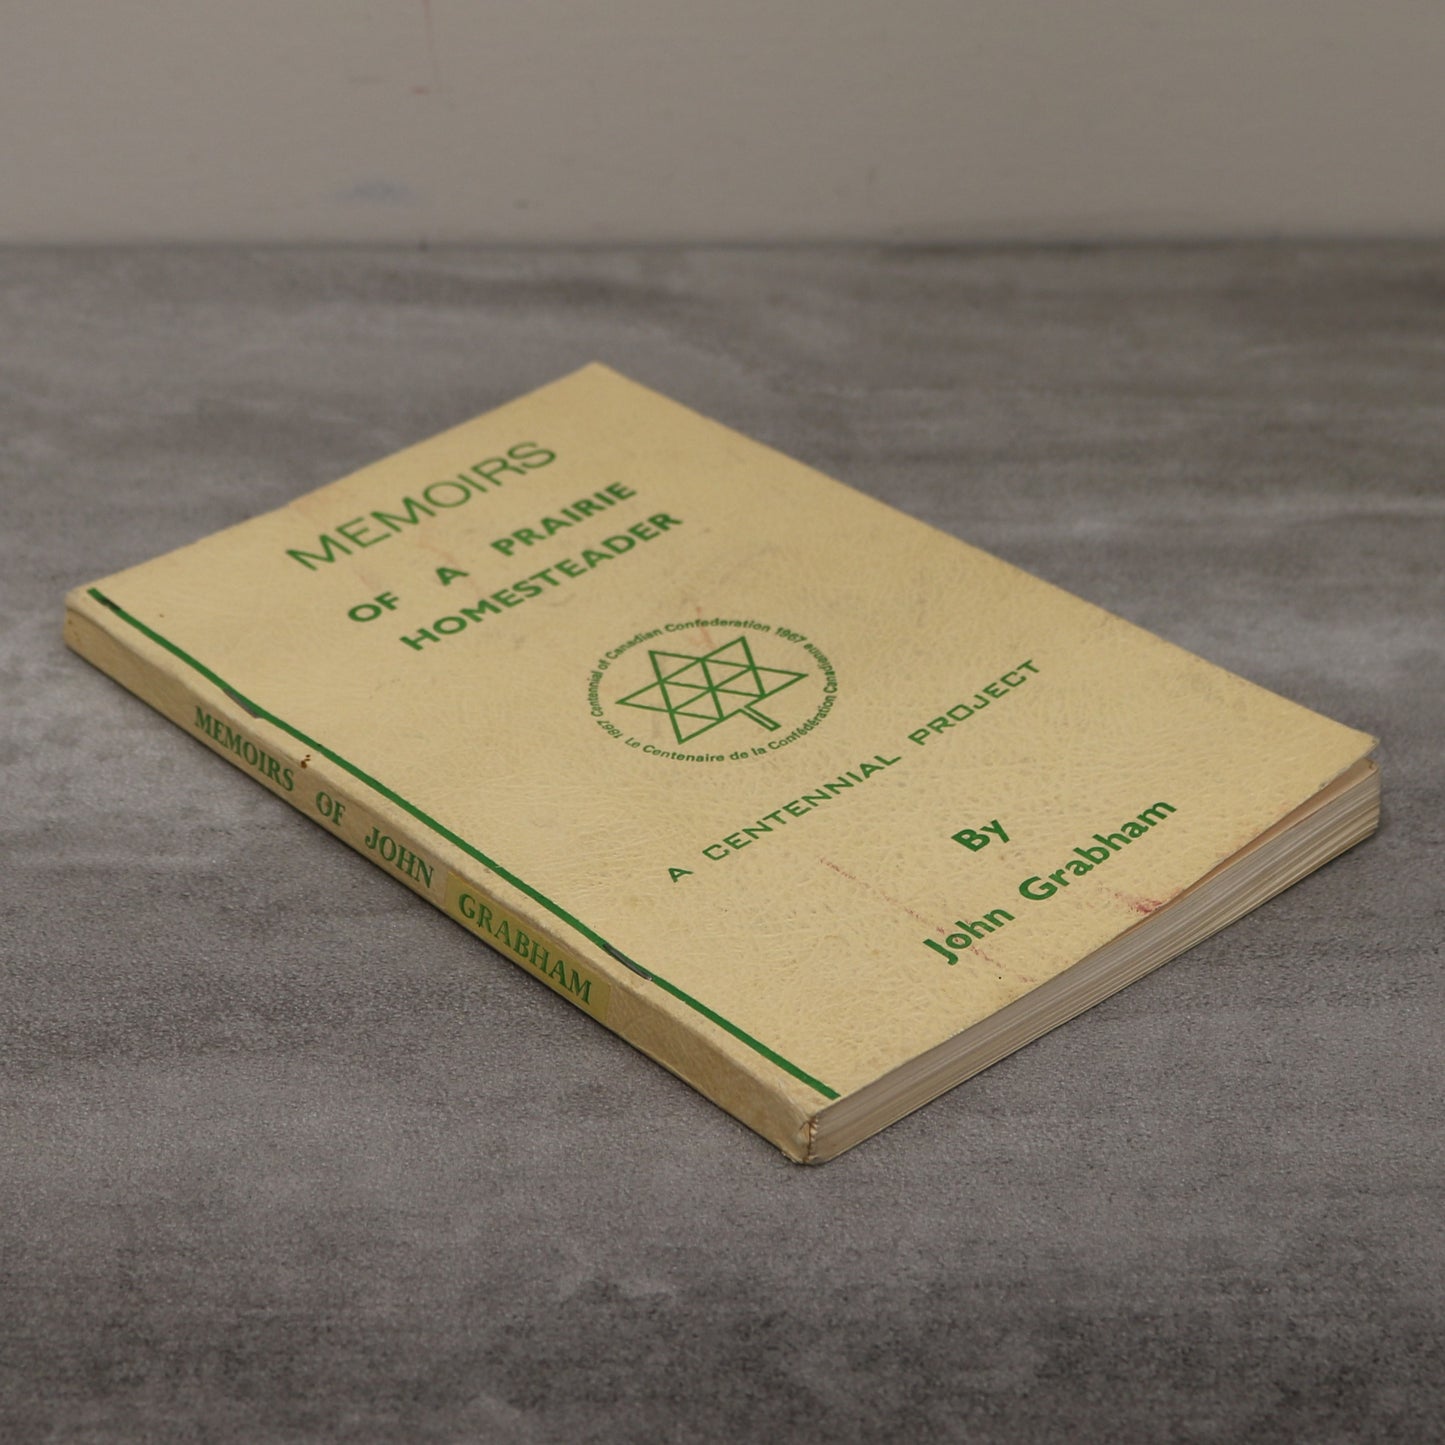 MEMOIRS
OF A PRAIRIE
HOMESTEADER
1867 Centennial of Canadian Confederation 1967
Le Centenaire de la Confédération Canadienne
A CENTENNIAL PROJECT
By
John Grabham
MEMOIRS OF JOHN GRABHAM